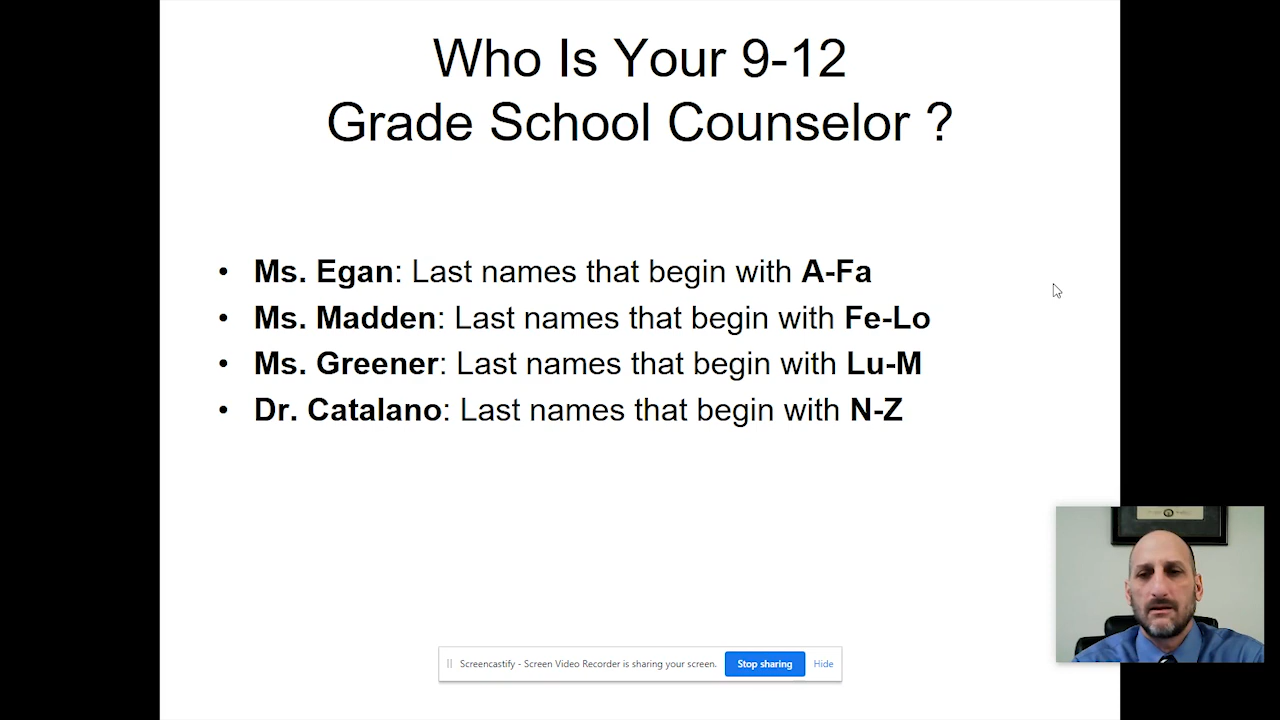 Who Is Your 9-12
Grade School Counselor ?
• Ms. Egan: Last names that begin with A-Fa
• Ms. Madden: Last names that begin with Fe-Lo
• Ms. Greener: Last names that begin with Lu-M
• Dr. Catalano: Last names that begin with N-Z
Screencastify - Screen Video Recorder is sharing your screen. Stop sharing Hide